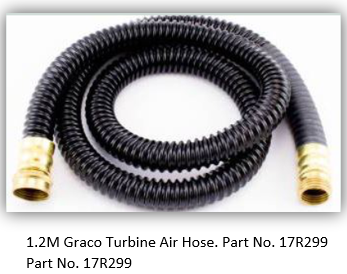 1.2M Graco Turbine Air Hose. Part No. 17R299
Part No. 17R299